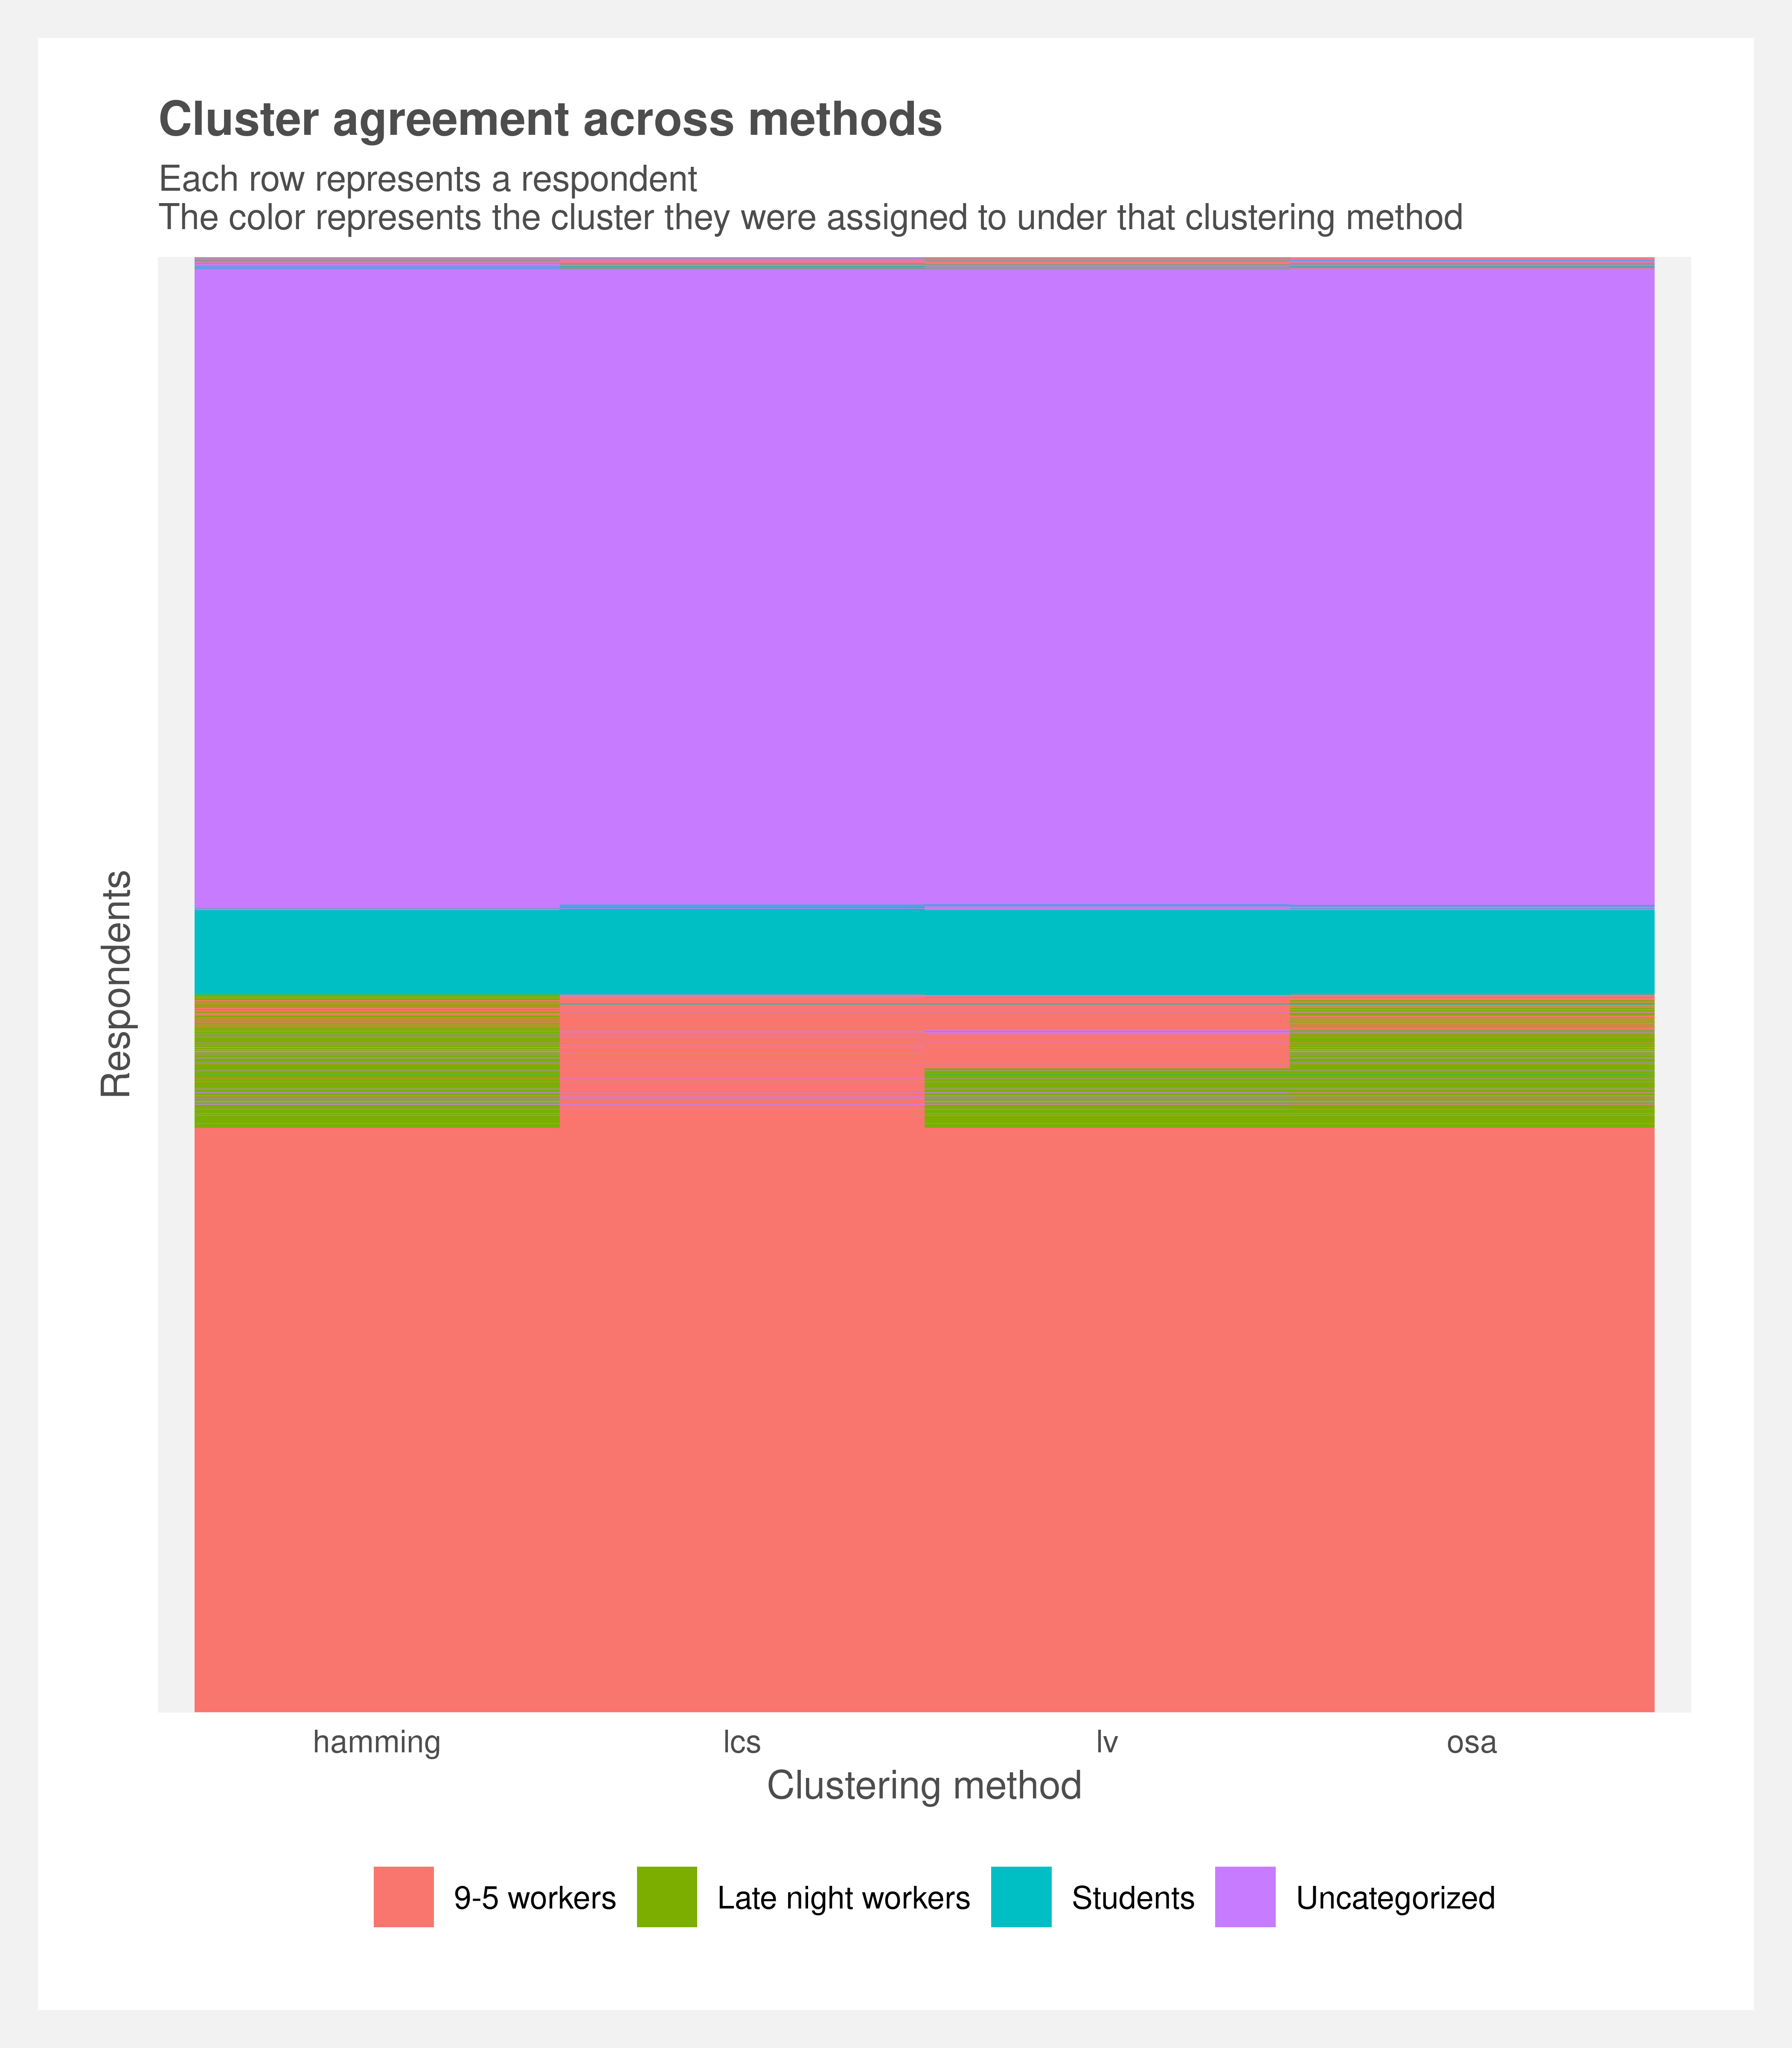 Cluster agreement across methods
Each row represents a respondent
The color represents the cluster they were assigned to under that clustering method
Respondents
hamming lcs lv osa
Clustering method
9-5 workers Late night workers Students Uncategorized